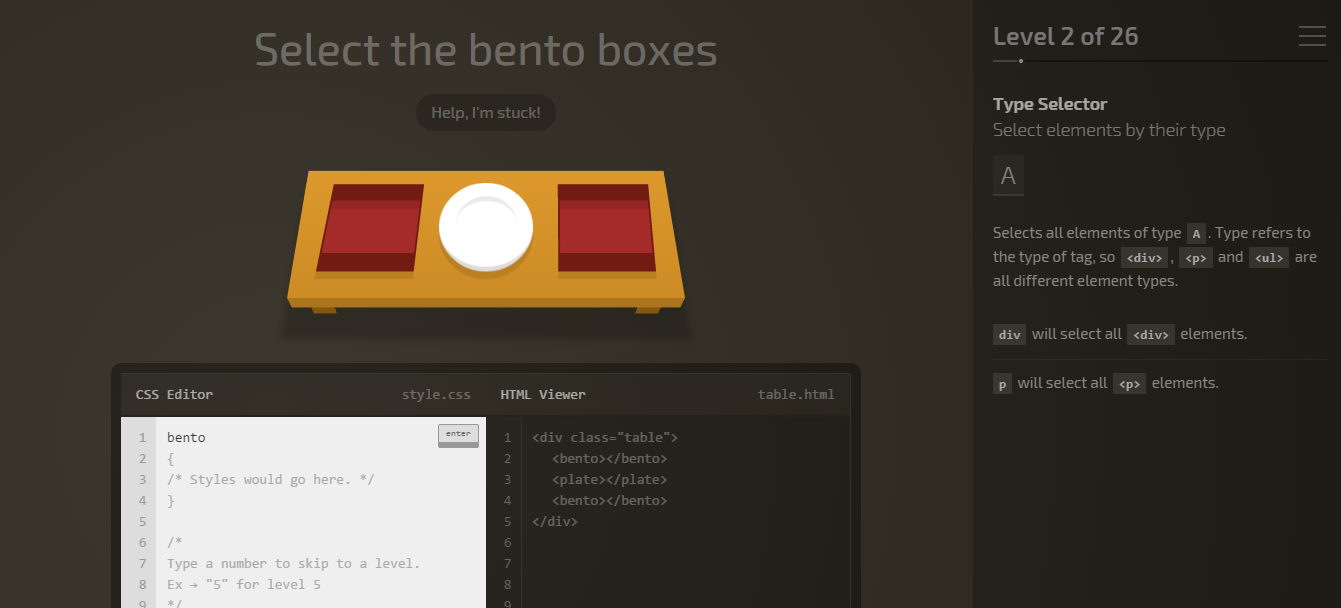 Select the bento boxes
Help, I'm stuck!
CSS Editor style.css
1 bento enter
2 {
3 /* Styles would go here. */
4 }
5
6 /*
7 Type a number to skip to a level.
8 Ex → "5" for level 5
9 */
HTML Viewer table.html
1 <div class="table">
2 <bento></bento>
3 <plate></plate>
4 <bento></bento>
5 </div>
6
7
8
9
Level 2 of 26
Type Selector
Select elements by their type
A
Selects all elements of type A . Type refers to
the type of tag, so <div> , <p> and <ul> are
all different element types.
div will select all <div> elements.
p will select all <p> elements.